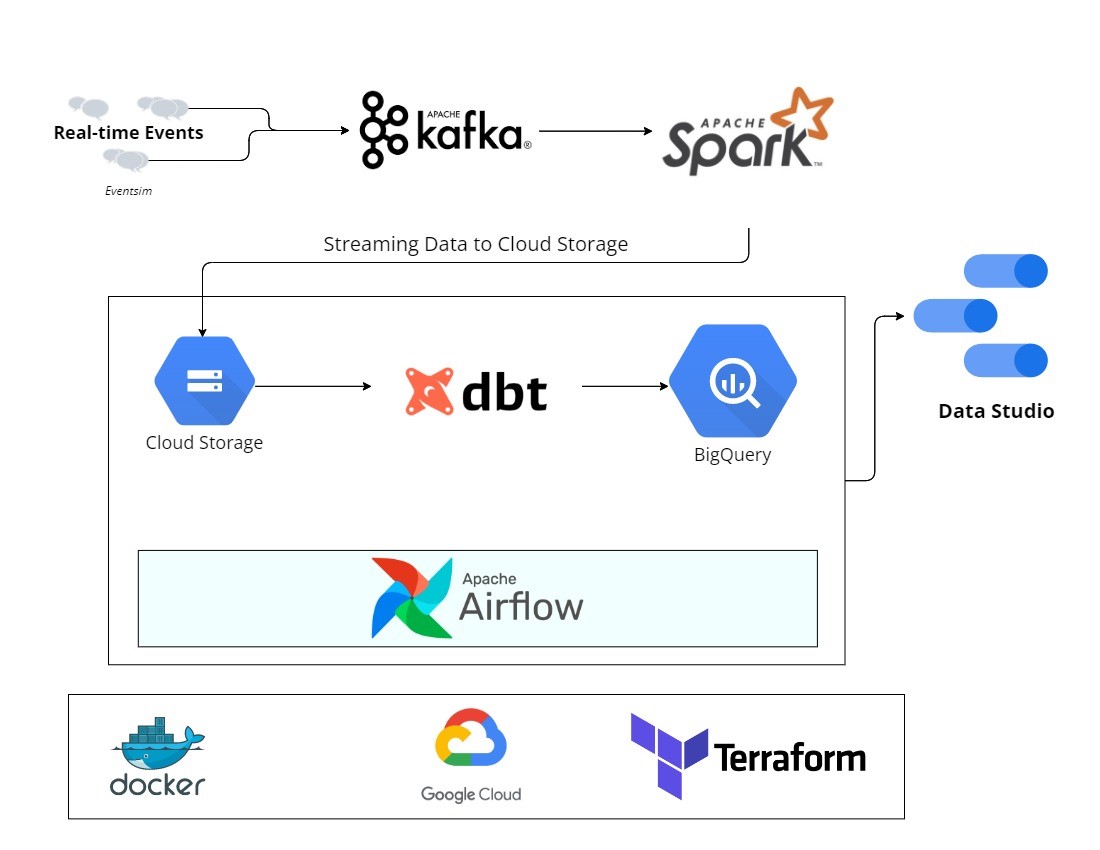 Real-time Events
Eventsim
APACHE
kafka®
APACHE
Spark™
Streaming Data to Cloud Storage
Cloud Storage
dbt
BigQuery
Data Studio
Apache
Airflow
docker
Google Cloud
Terraform